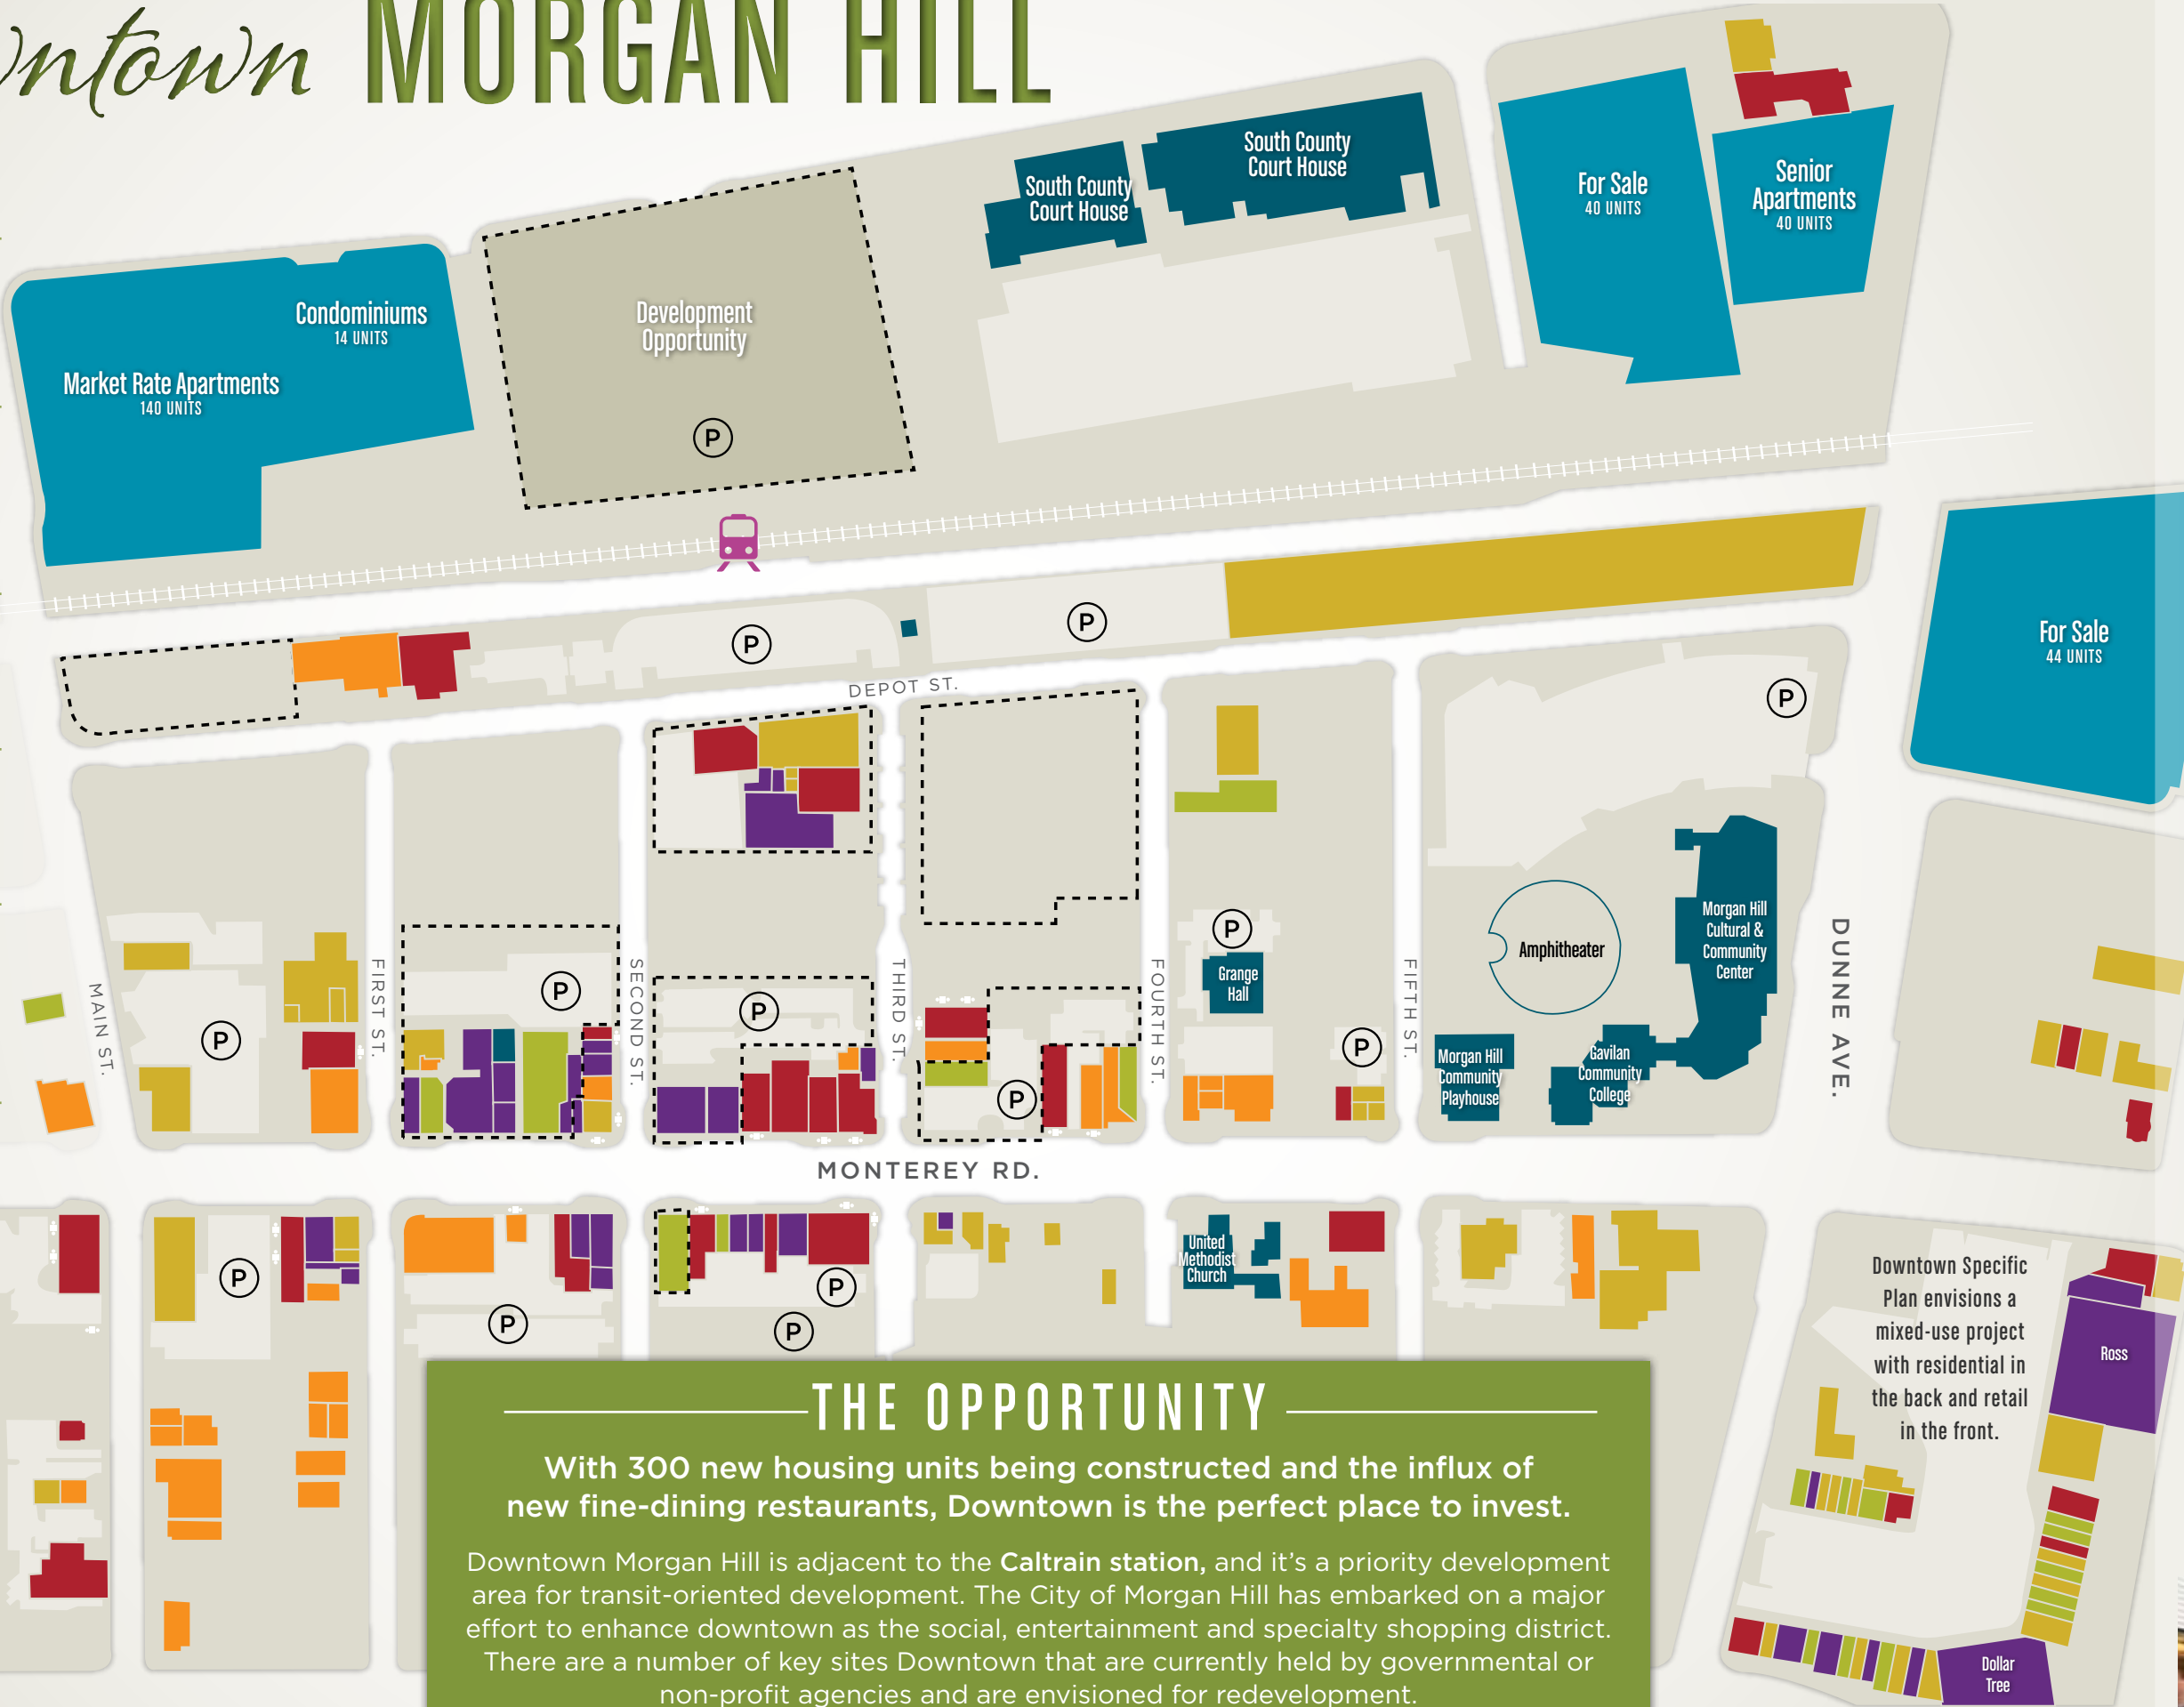 MORGAN HILL
South County
Court House
South County
Court House
For Sale
40 UNITS
Senior
Apartments
40 UNITS
Condominiums
14 UNITS
Market Rate Apartments
140 UNITS
Development
Opportunity
P
P
P
DEPOT ST.
For Sale
44 UNITS
P
P
Grange
Hall
Amphitheater
Morgan Hill
Cultural &
Community
Center
MAIN ST.
FIRST ST.
SECOND ST.
THIRD ST.
FOURTH ST.
FIFTH ST.
DUNNE AVE.
P
P
P
P
P
Morgan Hill
Community
Playhouse
Gavilan
Community
College
MONTEREY RD.
P
P
P
P
United
Methodist
Church
Downtown Specific
Plan envisions a
mixed-use project
with residential in
the back and retail
in the front.
Ross
THE OPPORTUNITY
With 300 new housing units being constructed and the influx of
new fine-dining restaurants, Downtown is the perfect place to invest.
Downtown Morgan Hill is adjacent to the Caltrain station, and it’s a priority development
area for transit-oriented development. The City of Morgan Hill has embarked on a major
effort to enhance downtown as the social, entertainment and specialty shopping district.
There are a number of key sites Downtown that are currently held by governmental or
non-profit agencies and are envisioned for redevelopment.
Dollar
Tree